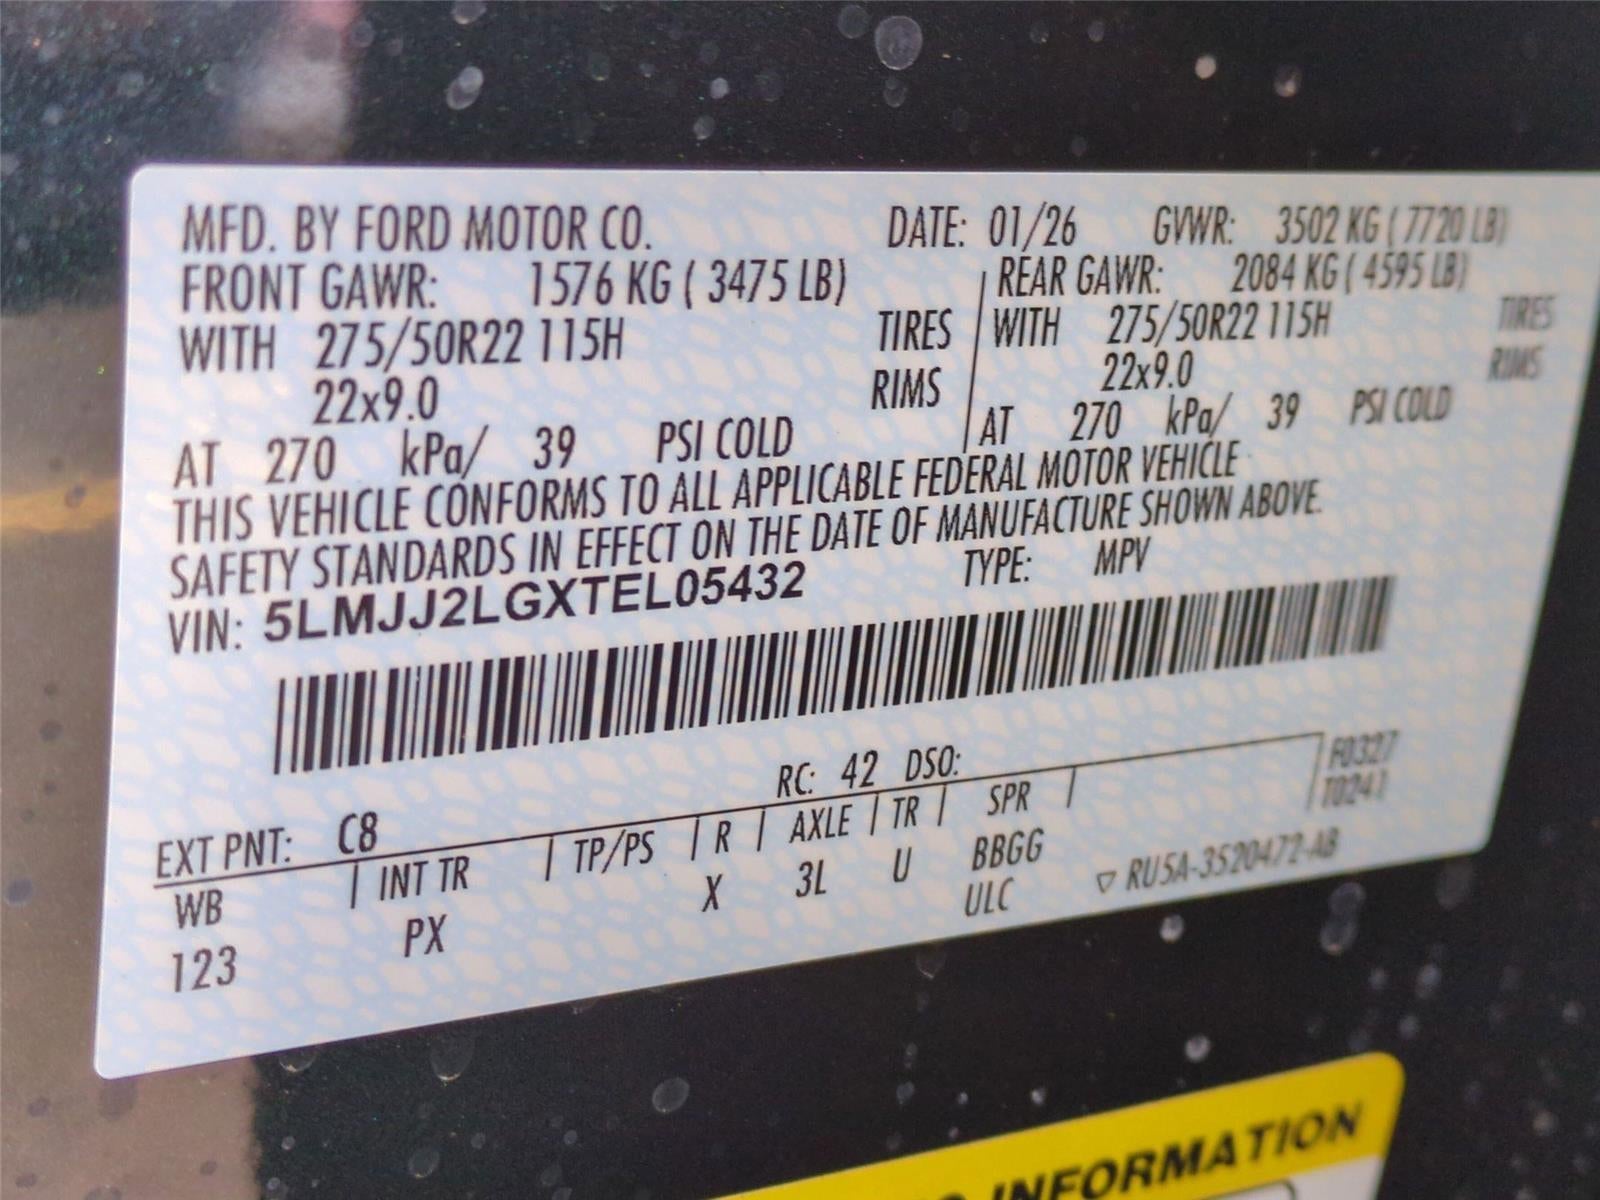 MFD. BY FORD MOTOR CO. DATE: 01/26 GVWR: 3502 KG ( 7720 LB)
FRONT GAWR: 1576 KG ( 3475 LB) REAR GAWR: 2084 KG ( 4595 LB)
WITH 275/50R22 115H TIRES WITH 275/50R22 115H TIRES
22x9.0 RIMS 22x9.0 RIMS
AT 270 kPa/ 39 PSI COLD AT 270 kPa/ 39 PSI COLD
THIS VEHICLE CONFORMS TO ALL APPLICABLE FEDERAL MOTOR VEHICLE
SAFETY STANDARDS IN EFFECT ON THE DATE OF MANUFACTURE SHOWN ABOVE.
VIN: 5LMJJ2LGXTEL05432 TYPE: MPV
EXT PNT: C8 RC: 42 DSO: F0327
WB INT TR TP/PS R AXLE TR SPR T0241
123 PX X 3L U BBGG
ULC ▽ RU5A-3520472-AB
INFORMATION